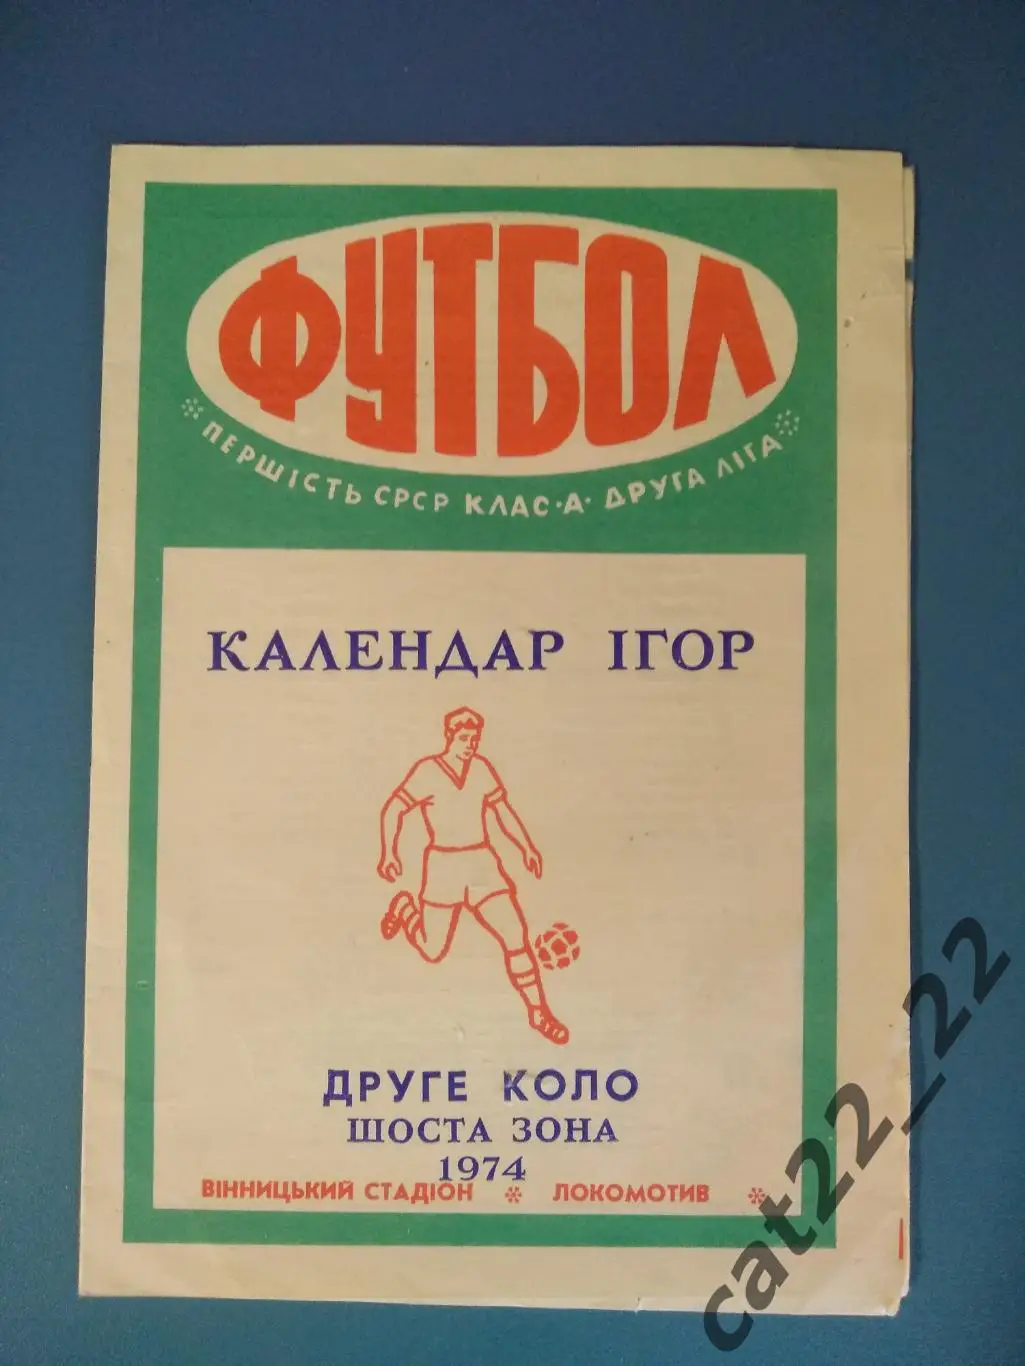 ФУТБОЛ
ПЕРШІСТЬ СРСР КЛАС·А· ДРУГА ЛІГА
КАЛЕНДАР ІГОР
ДРУГЕ КОЛО
ШОСТА ЗОНА
1974
ВІННИЦЬКИЙ СТАДІОН ЛОКОМОТИВ
cat22_22